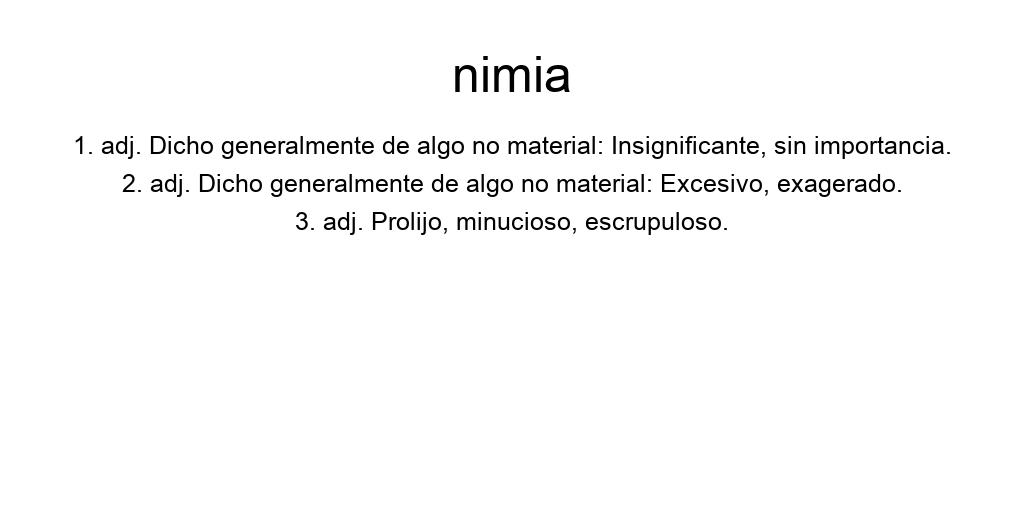 nimia
1. adj. Dicho generalmente de algo no material: Insignificante, sin importancia.
2. adj. Dicho generalmente de algo no material: Excesivo, exagerado.
3. adj. Prolijo, minucioso, escrupuloso.